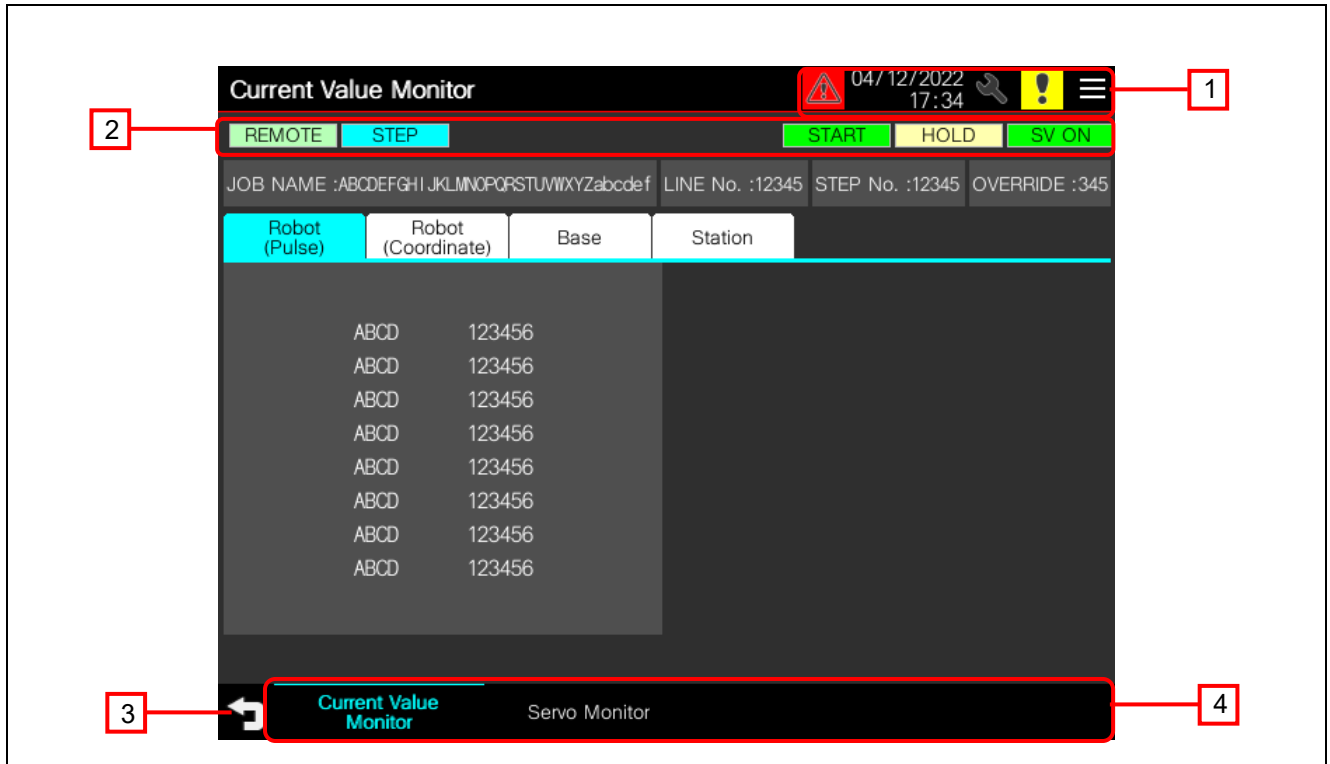 Current Value Monitor
04/12/2022
17:34
1
2
REMOTE STEP START HOLD SV ON
JOB NAME :ABCDEFGHIJKLMNOPQRSTUVWXYZabcdef LINE No. :12345 STEP No. :12345 OVERRIDE :345
Robot
(Pulse)
Robot
(Coordinate)
Base
Station
ABCD 123456
ABCD 123456
ABCD 123456
ABCD 123456
ABCD 123456
ABCD 123456
ABCD 123456
ABCD 123456
3
Current Value
Monitor
Servo Monitor
4